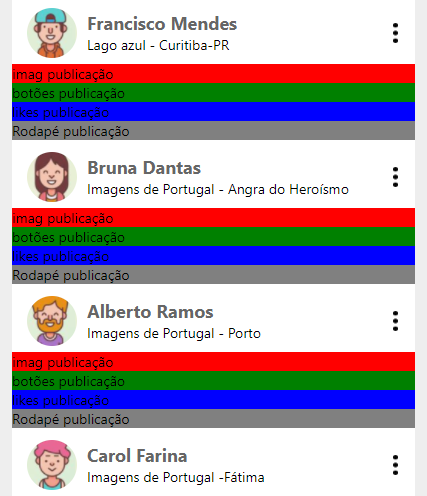 Francisco Mendes
Lago azul - Curitiba-PR
imag publicação
botões publicação
likes publicação
Rodapé publicação
Bruna Dantas
Imagens de Portugal - Angra do Heroísmo
imag publicação
botões publicação
likes publicação
Rodapé publicação
Alberto Ramos
Imagens de Portugal - Porto
imag publicação
botões publicação
likes publicação
Rodapé publicação
Carol Farina
Imagens de Portugal -Fátima